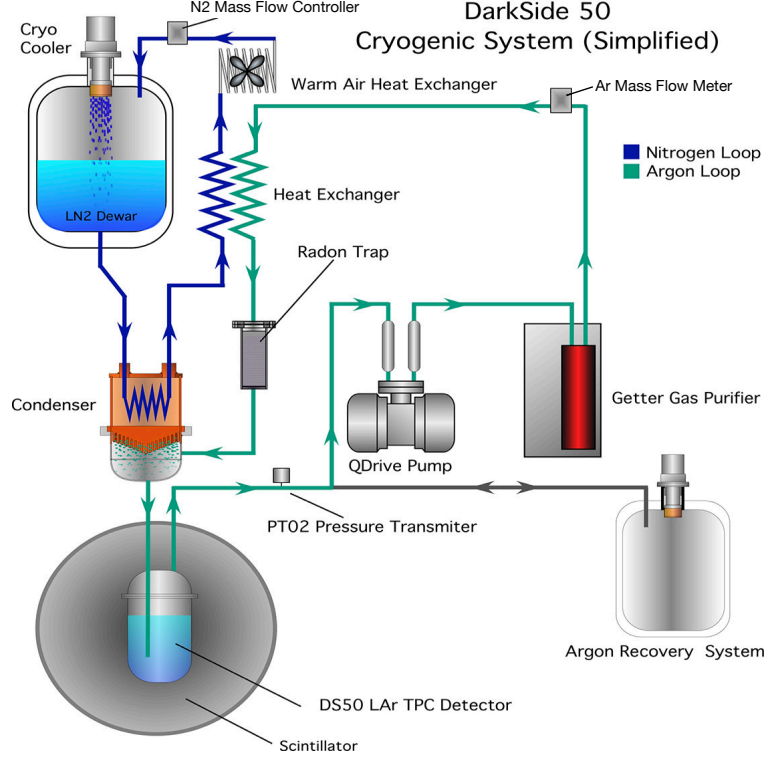 DarkSide 50
Cryogenic System (Simplified)
N2 Mass Flow Controller
Cryo
Cooler
Warm Air Heat Exchanger
Ar Mass Flow Meter
Nitrogen Loop
Argon Loop
LN2 Dewar
Heat Exchanger
Radon Trap
Condenser
Getter Gas Purifier
QDrive Pump
PT02 Pressure Transmiter
Argon Recovery System
DS50 LAr TPC Detector
Scintillator